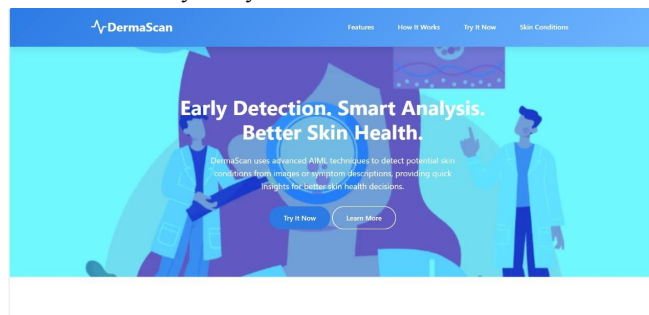 DermaScan
Features How It Works Try It Now Skin Conditions
Early Detection. Smart Analysis.
Better Skin Health.
DermaScan uses advanced AIML techniques to detect potential skin
conditions from images or symptom descriptions, providing quick
insights for better skin health decisions.
Try It Now Learn More